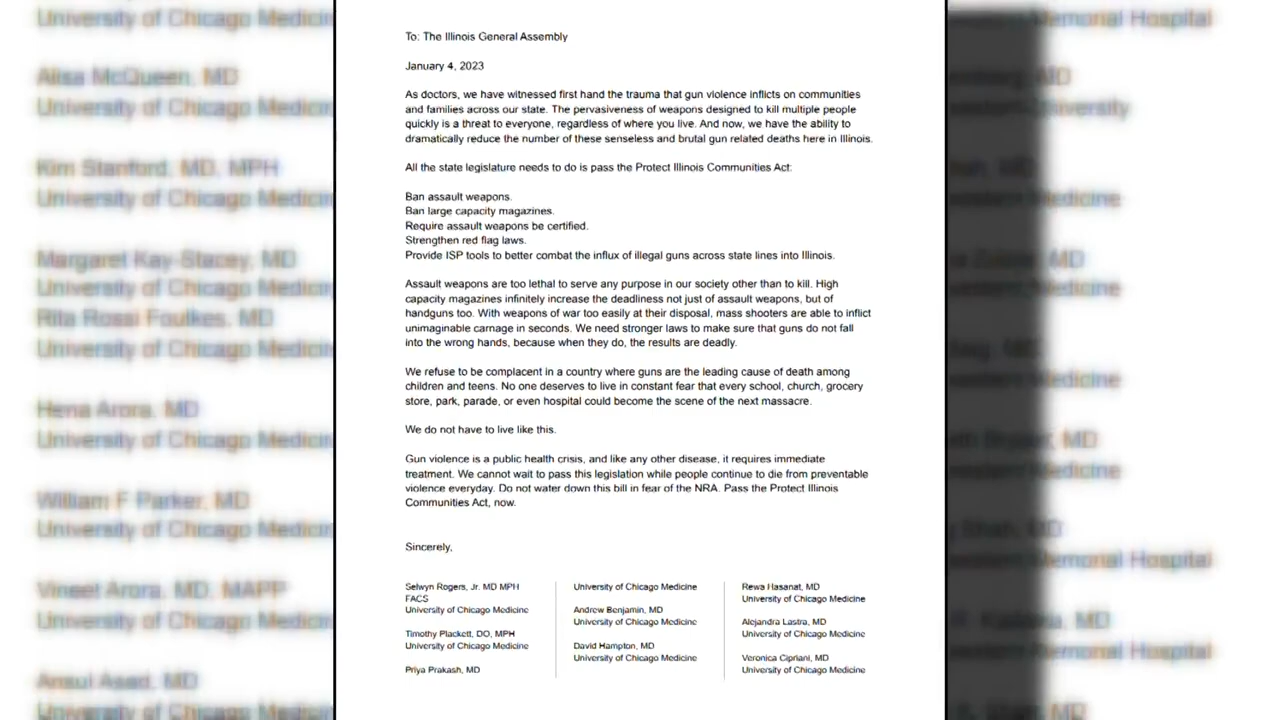 To: The Illinois General Assembly
January 4, 2023
As doctors, we have witnessed first hand the trauma that gun violence inflicts on communities
and families across our state. The pervasiveness of weapons designed to kill multiple people
quickly is a threat to everyone, regardless of where you live. And now, we have the ability to
dramatically reduce the number of these senseless and brutal gun related deaths here in Illinois.
All the state legislature needs to do is pass the Protect Illinois Communities Act:
Ban assault weapons.
Ban large capacity magazines.
Require assault weapons be certified.
Strengthen red flag laws.
Provide ISP tools to better combat the influx of illegal guns across state lines into Illinois.
Assault weapons are too lethal to serve any purpose in our society other than to kill. High
capacity magazines infinitely increase the deadliness not just of assault weapons, but of
handguns too. With weapons of war too easily at their disposal, mass shooters are able to inflict
unimaginable carnage in seconds. We need stronger laws to make sure that guns do not fall
into the wrong hands, because when they do, the results are deadly.
We refuse to be complacent in a country where guns are the leading cause of death among
children and teens. No one deserves to live in constant fear that every school, church, grocery
store, park, parade, or even hospital could become the scene of the next massacre.
We do not have to live like this.
Gun violence is a public health crisis, and like any other disease, it requires immediate
treatment. We cannot wait to pass this legislation while people continue to die from preventable
violence everyday. Do not water down this bill in fear of the NRA. Pass the Protect Illinois
Communities Act, now.
Sincerely,
Selwyn Rogers, Jr. MD MPH
FACS
University of Chicago Medicine
Timothy Plackett, DO, MPH
University of Chicago Medicine
Priya Prakash, MD
University of Chicago Medicine
Andrew Benjamin, MD
University of Chicago Medicine
David Hampton, MD
University of Chicago Medicine
Rewa Hasanat, MD
University of Chicago Medicine
Alejandra Lastra, MD
University of Chicago Medicine
Veronica Cipriani, MD
University of Chicago Medicine
University of Chicago
Alisa McQueen, MD
University of Chicago
Kim Stanford, MD, MPH
University of Chicago
Margaret Kay-Stacey, MD
University of Chicago
Rita Rossi Foulkes, MD
University of Chicago
Hena Arora, MD
University of Chicago
William F Parker, MD
University of Chicago
Vineet Arora, MD, MAPP
University of Chicago
MD
University of Chicago
Memorial Hospital
MD
University
MD
Medicine
MD
Medicine
MD
Medicine
MD
Medicine
Shah, MD
Memorial Hospital
MD
Memorial Hospital